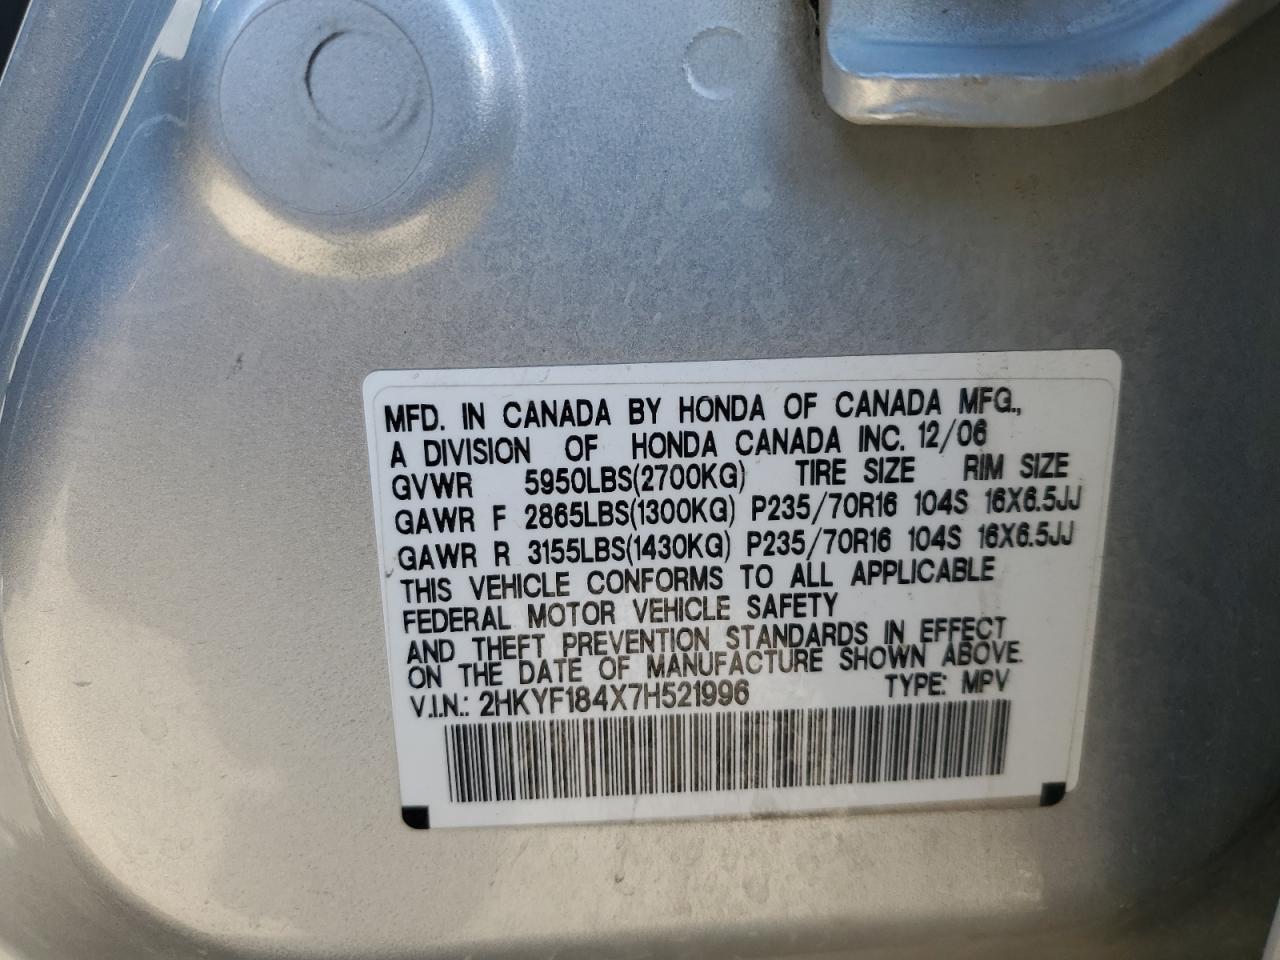 MFD. IN CANADA BY HONDA OF CANADA MFG.,
A DIVISION OF HONDA CANADA INC. 12/06
GVWR 5950LBS(2700KG) TIRE SIZE RIM SIZE
GAWR F 2865LBS(1300KG) P235/70R16 104S 16X6.5JJ
GAWR R 3155LBS(1430KG) P235/70R16 104S 16X6.5JJ
THIS VEHICLE CONFORMS TO ALL APPLICABLE
FEDERAL MOTOR VEHICLE SAFETY
AND THEFT PREVENTION STANDARDS IN EFFECT
ON THE DATE OF MANUFACTURE SHOWN ABOVE.
V.I.N.: 2HKYF184X7H521996 TYPE: MPV